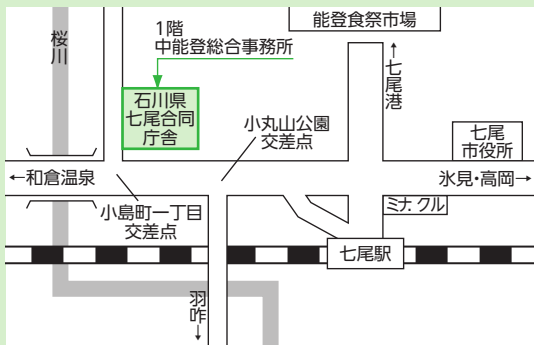 桜川
1階
中能登総合事務所
能登食祭市場
↑七尾港
石川県
七尾合同
庁舎
小丸山公園
交差点
七尾
市役所
←和倉温泉
氷見・高岡→
小島町一丁目
交差点
ミナ.クル
七尾駅
羽咋↓